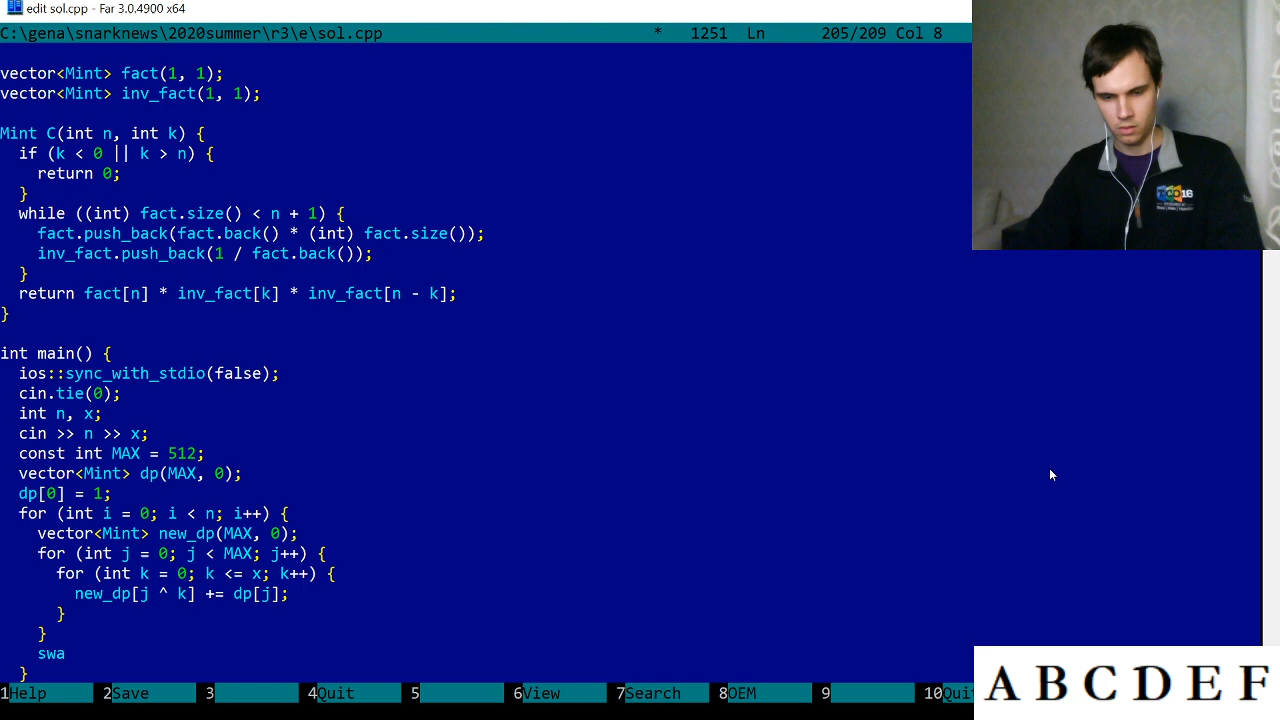 edit sol.cpp - Far 3.0.4900 x64
C:\gena\snarknews\2020summer\r3\e\sol.cpp * 1251 Ln 205/209 Col 8
vector<Mint> fact(1, 1);
vector<Mint> inv_fact(1, 1);
Mint C(int n, int k) {
  if (k < 0 || k > n) {
    return 0;
  }
  while ((int) fact.size() < n + 1) {
    fact.push_back(fact.back() * (int) fact.size());
    inv_fact.push_back(1 / fact.back());
  }
  return fact[n] * inv_fact[k] * inv_fact[n - k];
}
int main() {
  ios::sync_with_stdio(false);
  cin.tie(0);
  int n, x;
  cin >> n >> x;
  const int MAX = 512;
  vector<Mint> dp(MAX, 0);
  dp[0] = 1;
  for (int i = 0; i < n; i++) {
    vector<Mint> new_dp(MAX, 0);
    for (int j = 0; j < MAX; j++) {
      for (int k = 0; k <= x; k++) {
        new_dp[j ^ k] += dp[j];
      }
    }
    swa
  }
1Help 2Save 3 4Quit 5 6View 7Search 8OEM 9 10Qui
A B C D E F